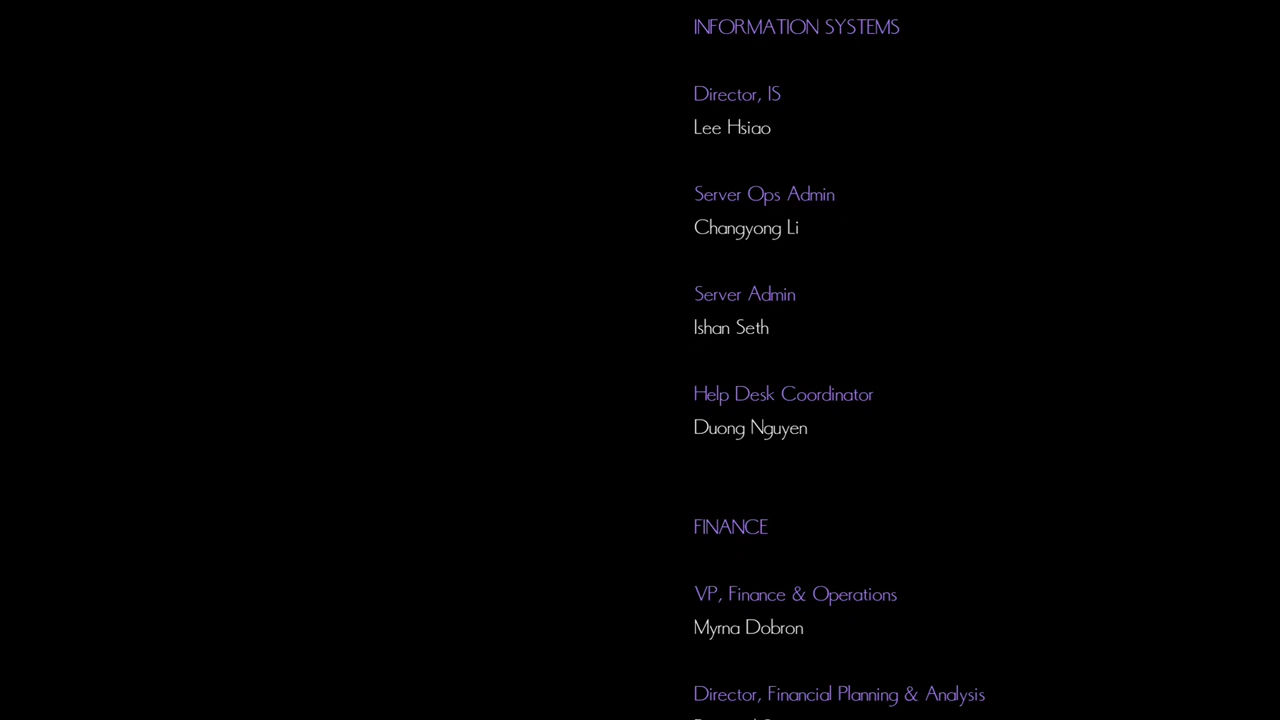 INFORMATION SYSTEMS
Director, IS
Lee Hsiao
Server Ops Admin
Changyong Li
Server Admin
Ishan Seth
Help Desk Coordinator
Duong Nguyen
FINANCE
VP, Finance & Operations
Myrna Dobron
Director, Financial Planning & Analysis